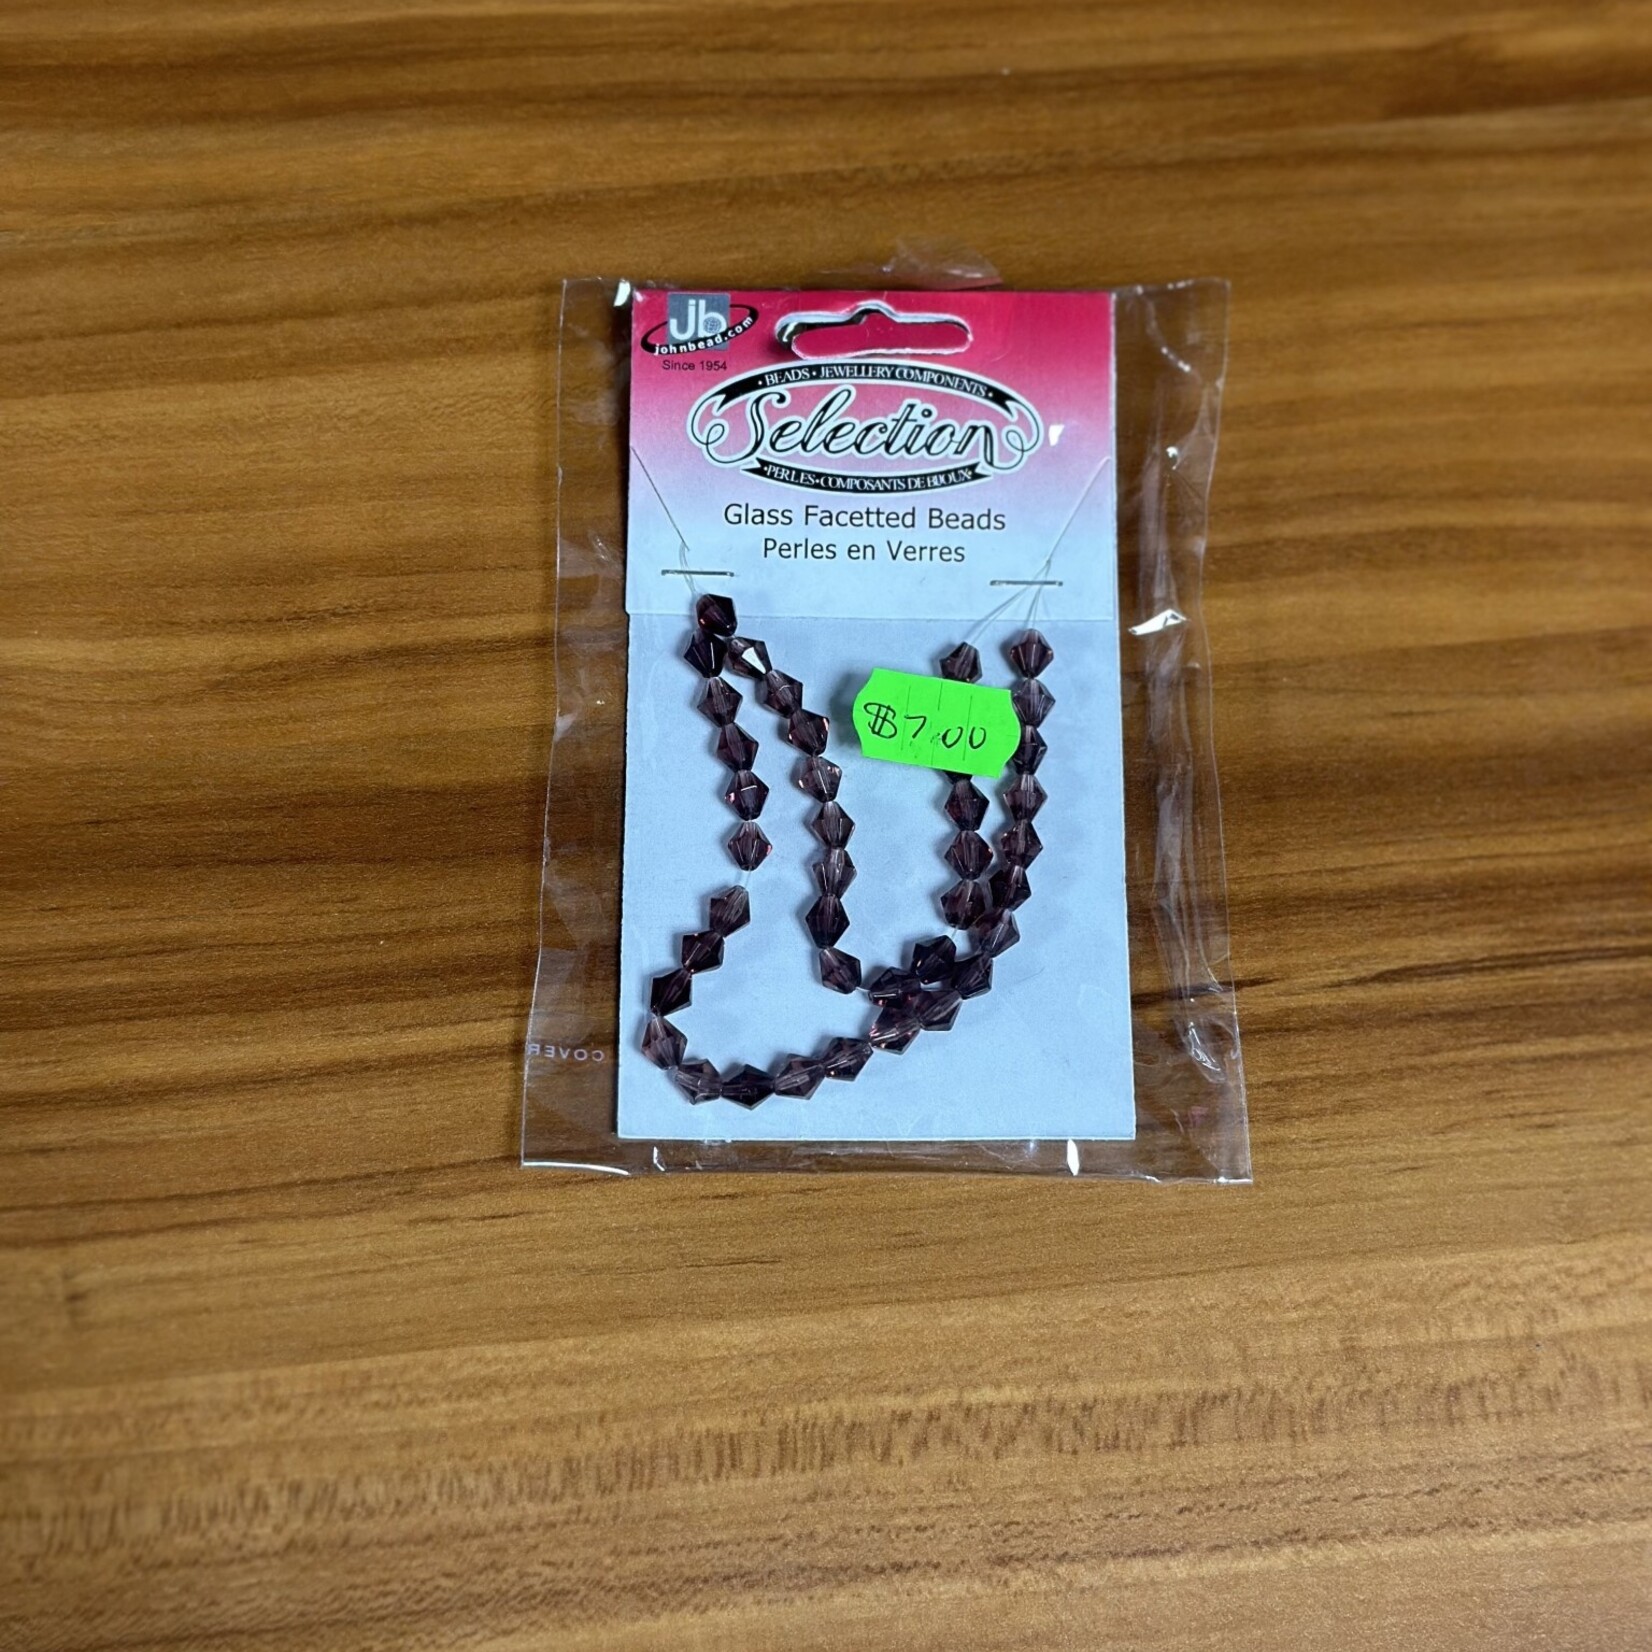 jb
johnbead.com
Since 1954
• BEADS • JEWELLERY COMPONENTS •
Selection
•PERLES•COMPOSANTS DE BIJOUX•
Glass Facetted Beads
Perles en Verres
$7.00
COVER